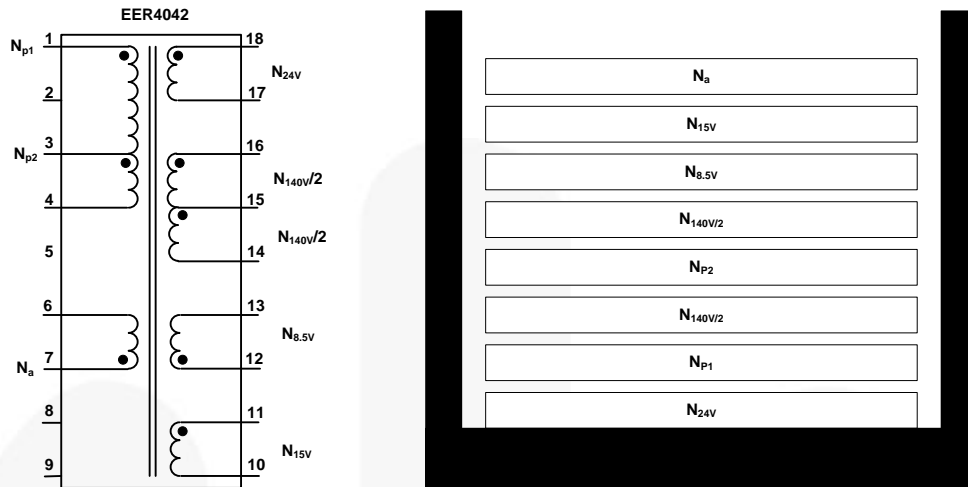 EER4042
Np1
1
18
N24V
2
17
3
16
Np2
N140V/2
4
15
N140V/2
5
14
6
13
N8.5V
7
12
Na
8
11
N15V
9
10
Na
N15V
N8.5V
N140V/2
NP2
N140V/2
NP1
N24V